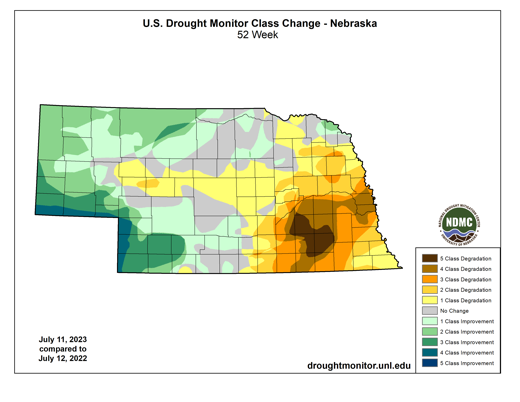 U.S. Drought Monitor Class Change - Nebraska
52 Week
NDMC
5 Class Degradation
4 Class Degradation
3 Class Degradation
2 Class Degradation
1 Class Degradation
No Change
1 Class Improvement
2 Class Improvement
3 Class Improvement
4 Class Improvement
5 Class Improvement
July 11, 2023
compared to
July 12, 2022
droughtmonitor.unl.edu